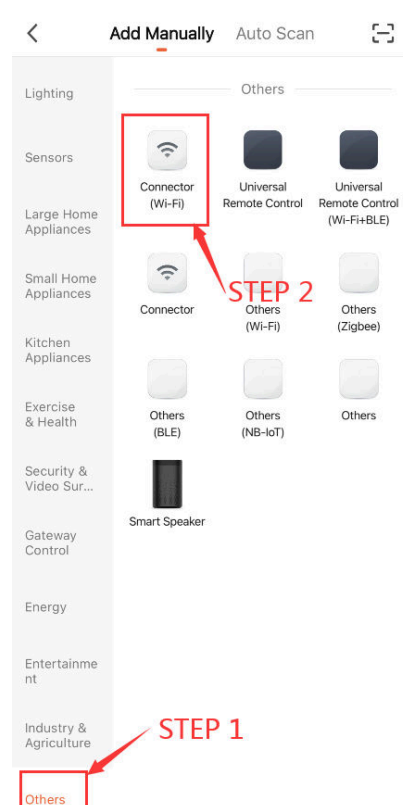 Add Manually Auto Scan
Lighting
Sensors
Large Home
Appliances
Small Home
Appliances
Kitchen
Appliances
Exercise
& Health
Security &
Video Sur...
Gateway
Control
Energy
Entertainme
nt
Industry &
Agriculture
Others
Others
Connector
(Wi-Fi)
Universal
Remote Control
Universal
Remote Control
(Wi-Fi+BLE)
Connector
Others
(Wi-Fi)
Others
(Zigbee)
Others
(BLE)
Others
(NB-IoT)
Others
Smart Speaker
STEP 2
STEP 1